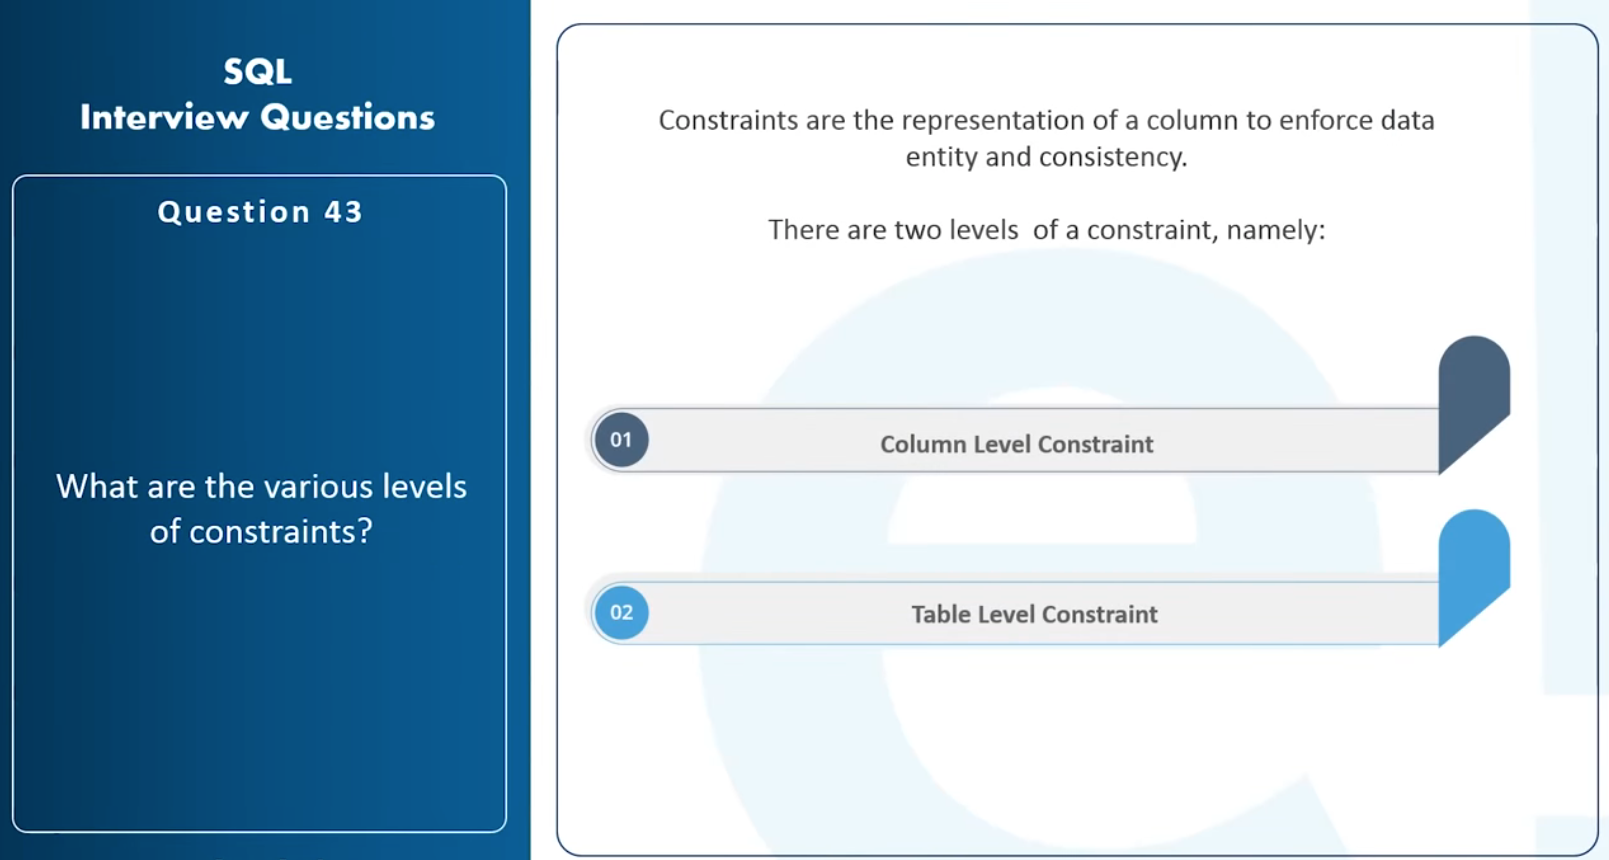 SQL
Interview Questions
Question 43
What are the various levels
of constraints?
Constraints are the representation of a column to enforce data
entity and consistency.
There are two levels of a constraint, namely:
01
Column Level Constraint
02
Table Level Constraint